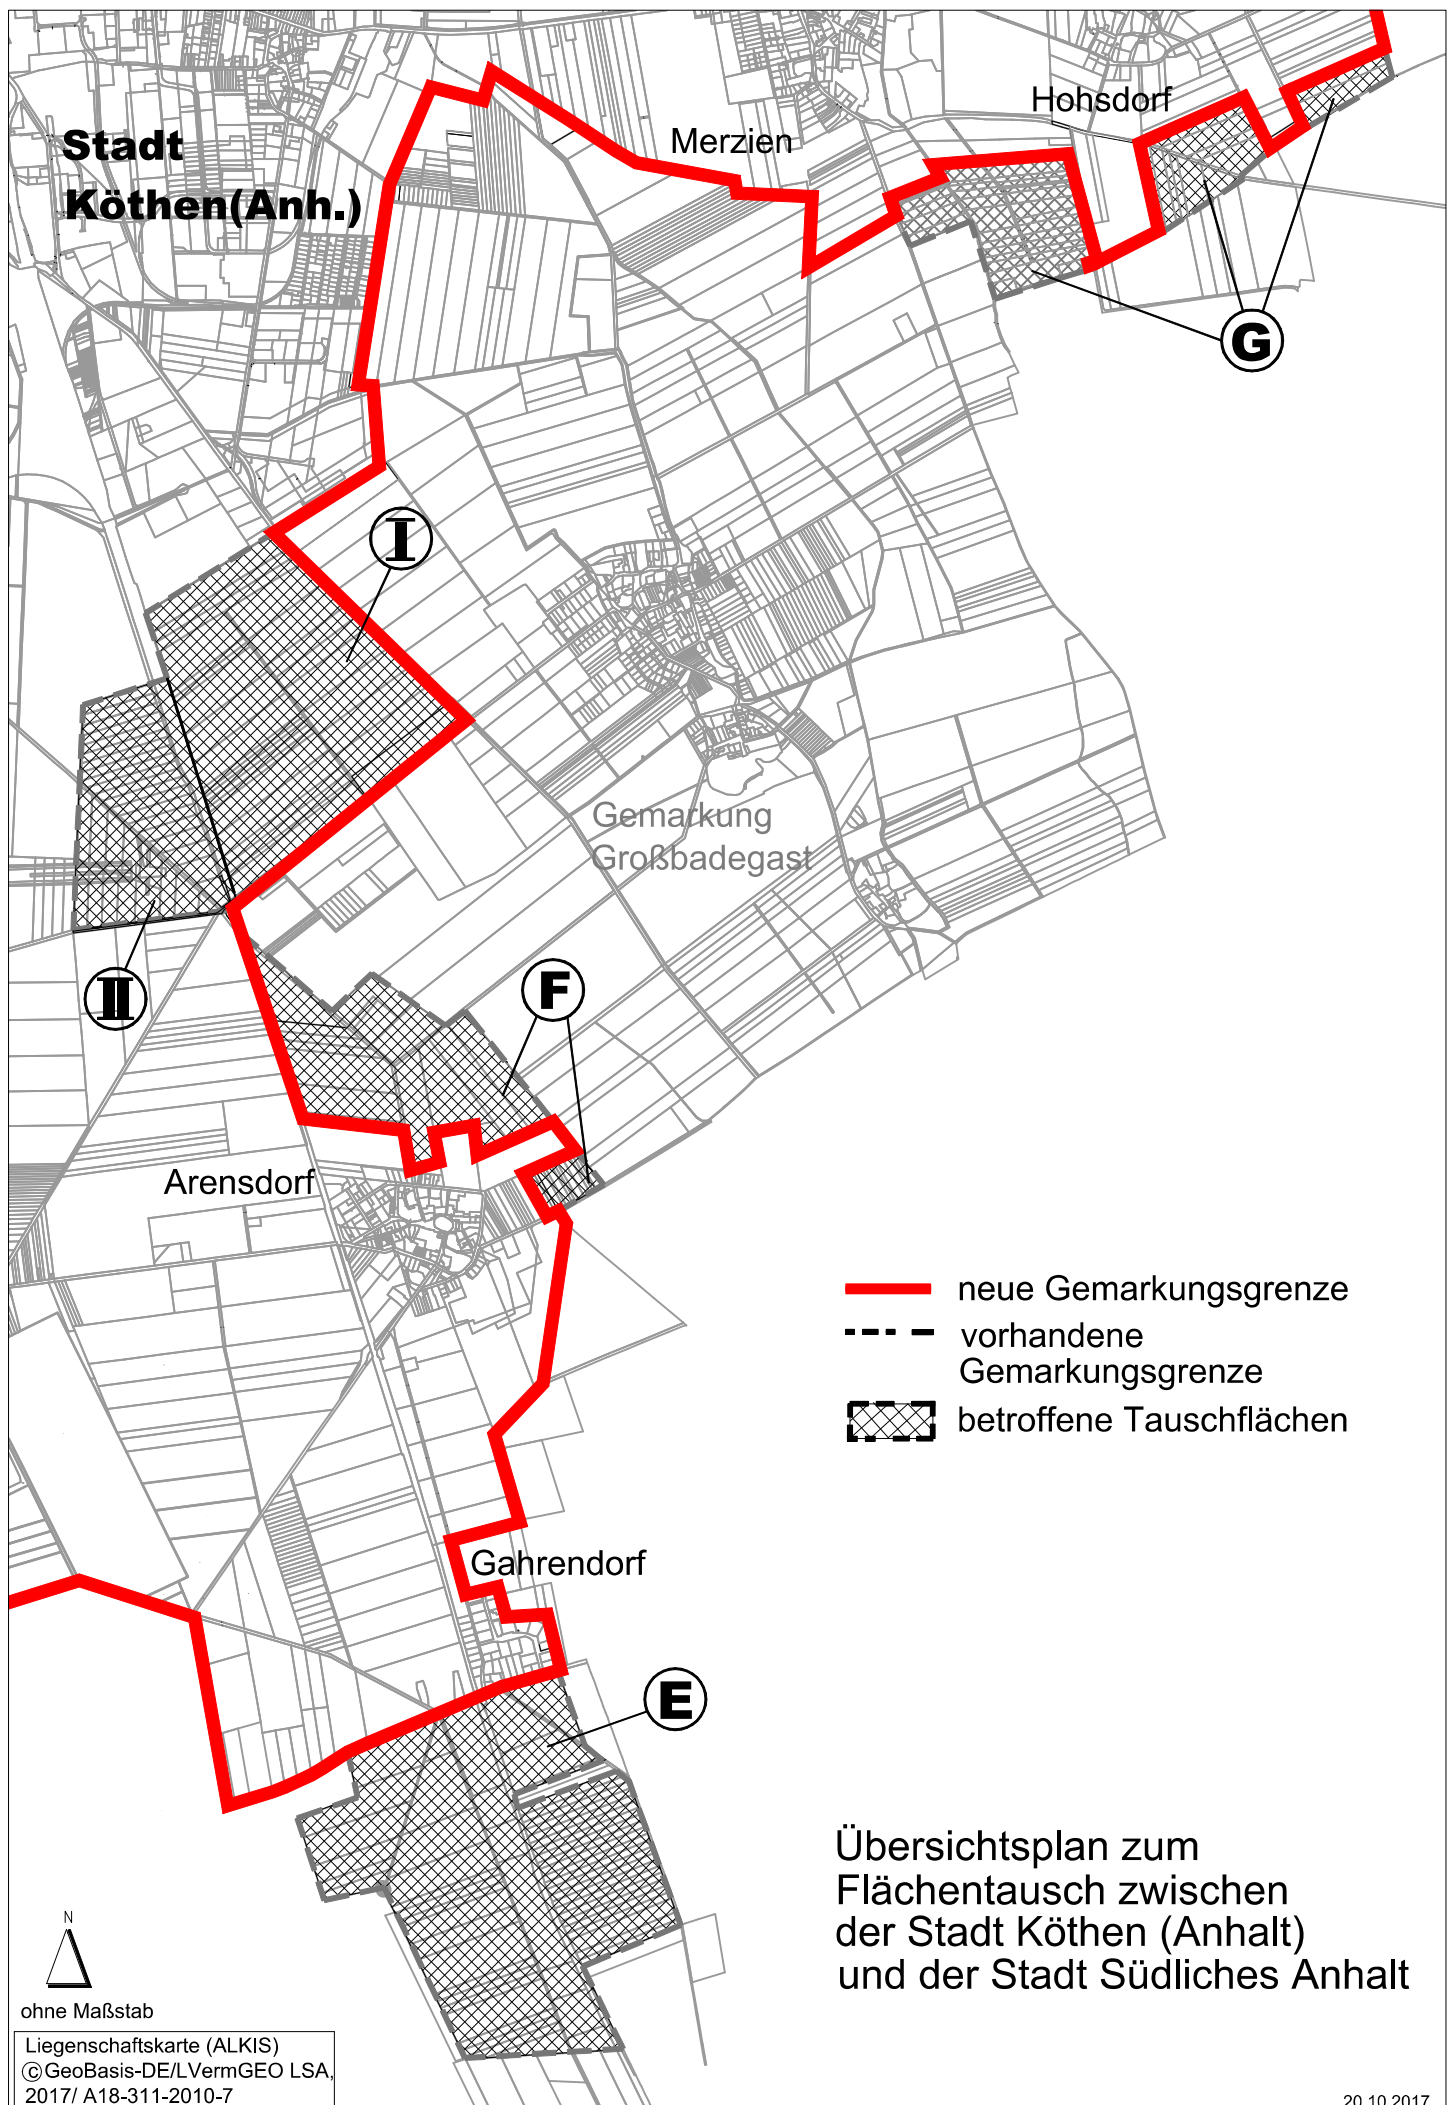 Hohsdorf
Merzien
Stadt
Köthen(Anh.)
G
I
Gemarkung
Großbadegast
II
F
Arensdorf
neue Gemarkungsgrenze
vorhandene
Gemarkungsgrenze
betroffene Tauschflächen
Gahrendorf
E
Übersichtsplan zum
Flächentausch zwischen
der Stadt Köthen (Anhalt)
und der Stadt Südliches Anhalt
N
ohne Maßstab
Liegenschaftskarte (ALKIS)
©GeoBasis-DE/LVermGEO LSA,
2017/ A18-311-2010-7
20.10.2017